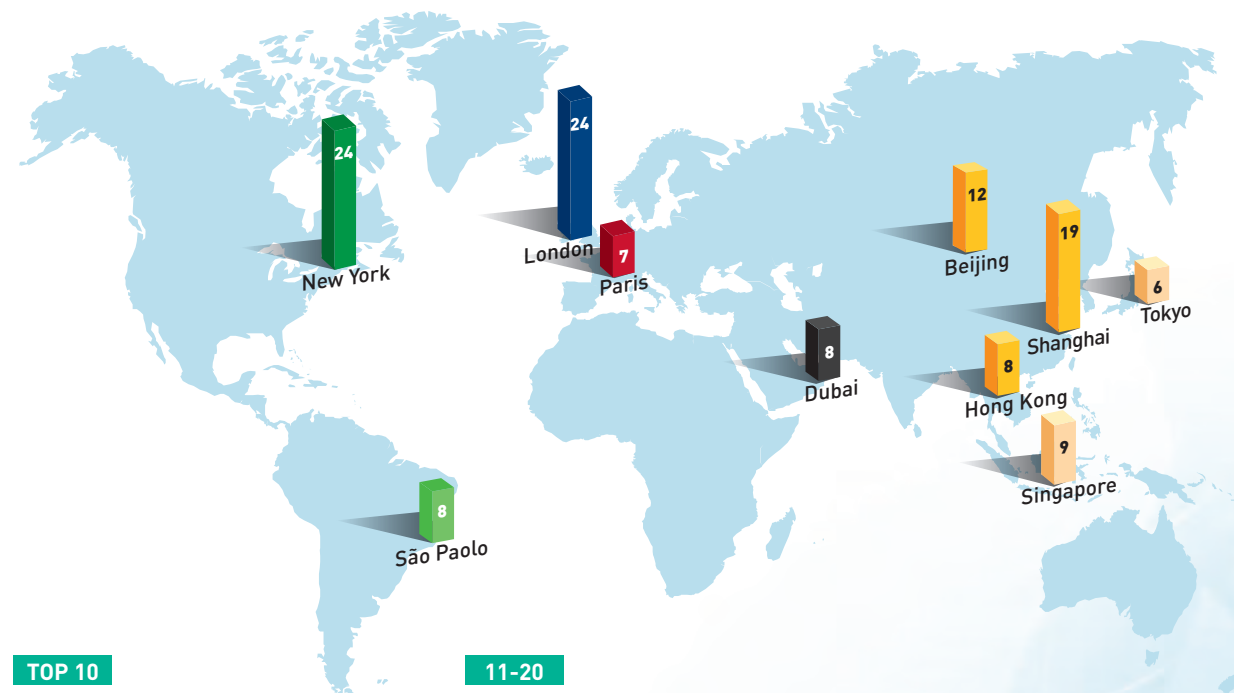 24
New York
24
London
7
Paris
12
Beijing
19
Shanghai
6
Tokyo
8
Dubai
8
Hong Kong
9
Singapore
8
São Paolo
TOP 10
11-20